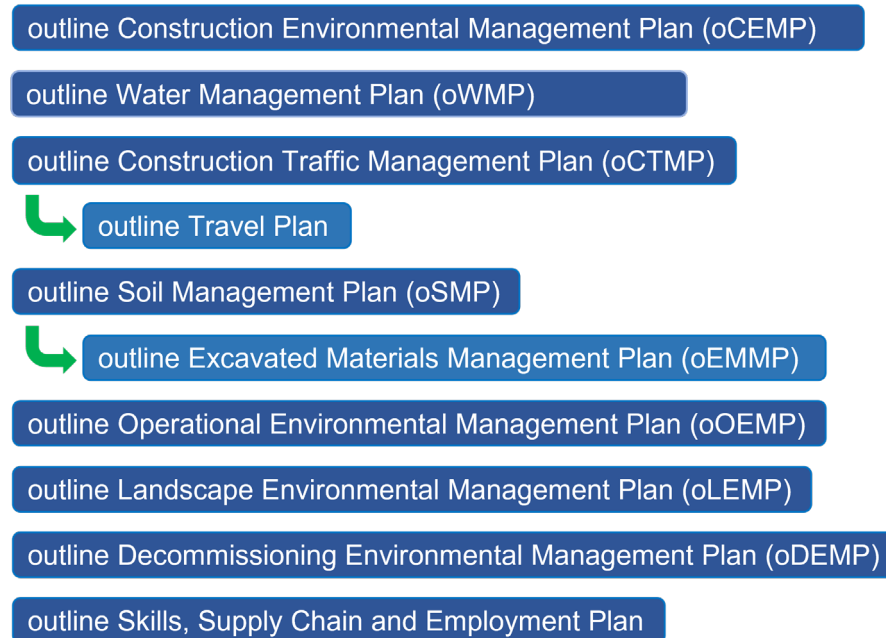 outline Construction Environmental Management Plan (oCEMP)
outline Water Management Plan (oWMP)
outline Construction Traffic Management Plan (oCTMP)
outline Travel Plan
outline Soil Management Plan (oSMP)
outline Excavated Materials Management Plan (oEMMP)
outline Operational Environmental Management Plan (oOEMP)
outline Landscape Environmental Management Plan (oLEMP)
outline Decommissioning Environmental Management Plan (oDEMP)
outline Skills, Supply Chain and Employment Plan